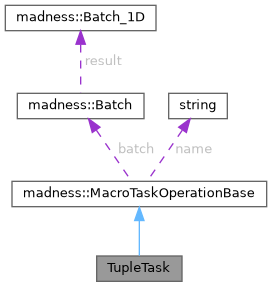 madness::Batch_1D
result
madness::Batch
string
batch
name
madness::MacroTaskOperationBase
TupleTask